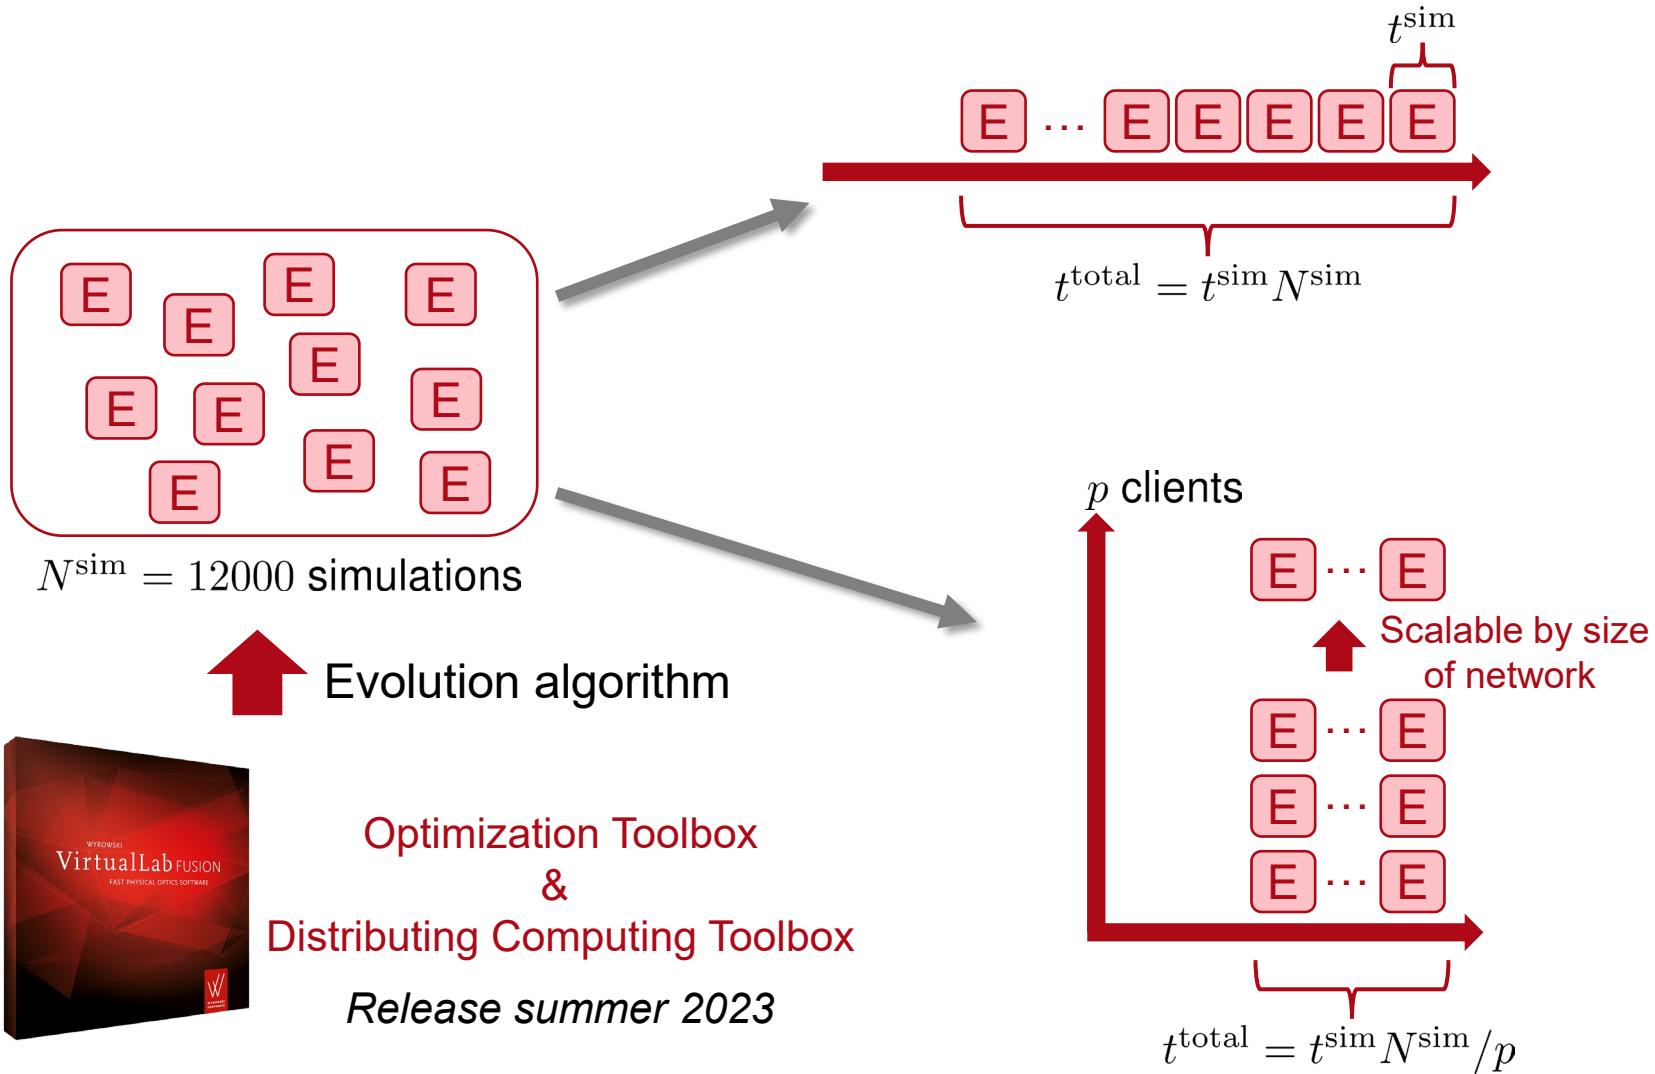 t^sim
E ... E E E E E
t^total = t^sim N^sim
E E E E
E
E E E E
E E E
N^sim = 12000 simulations
Evolution algorithm
WYROWSKI
VirtualLab FUSION
FAST PHYSICAL OPTICS SOFTWARE
Optimization Toolbox
&
Distributing Computing Toolbox
Release summer 2023
p clients
E ... E
Scalable by size
of network
E ... E
E ... E
E ... E
t^total = t^sim N^sim/p